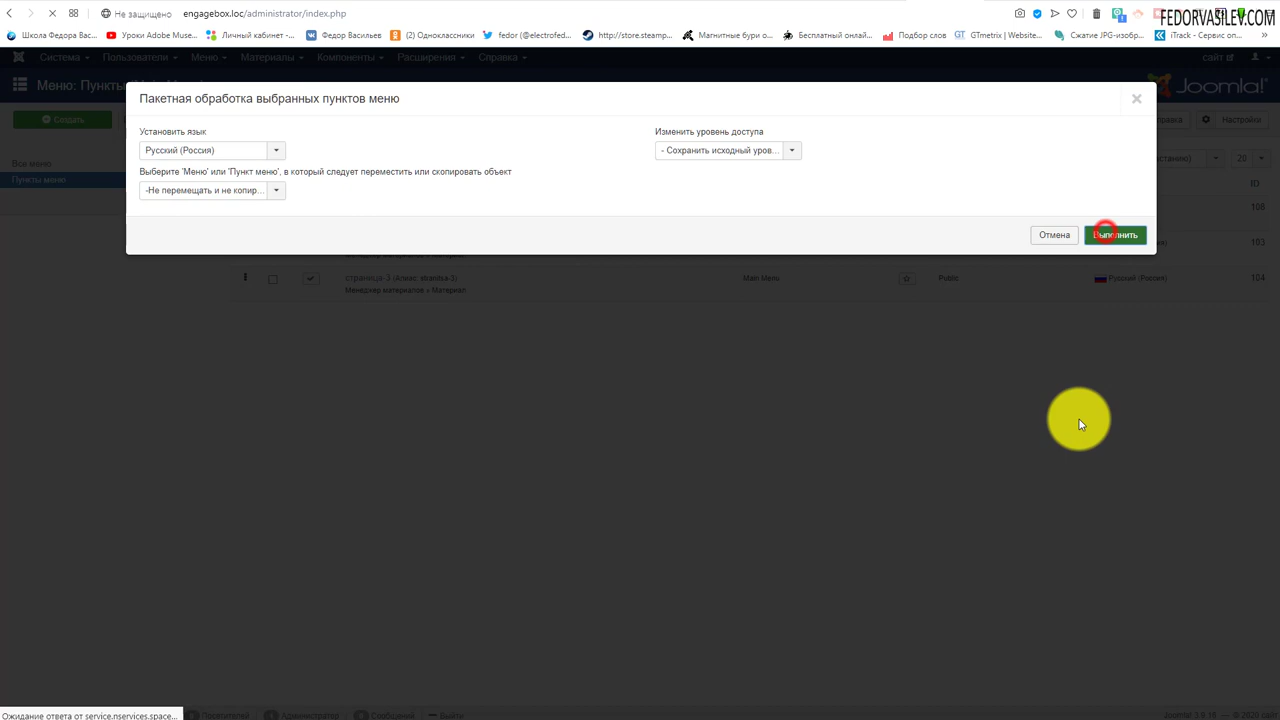 Не защищено engagebox.loc/administrator/index.php
FEDORVASILEV.COM
Школа Федора Вас... Уроки Adobe Muse... Личный кабинет -... Федор Васильев (2) Одноклассники fedor (@electrofed... http://store.steamp... Магнитные бури о... Бесплатный онлай... Подбор слов GTmetrix | Website... Сжатие JPG-изобр... iTrack - Сервис оп... »
Система Пользователи Меню Материалы Компоненты Расширения Справка сайт
Меню: Пункты Joomla!®
Пакетная обработка выбранных пунктов меню
Создать Настройки
Установить язык Изменить уровень доступа
Русский (Россия) - Сохранить исходный уров...
20
Все меню
Выберите 'Меню' или 'Пункт меню', в который следует переместить или скопировать объект
Пункты меню ID
-Не перемещать и не копир...
108
Отмена Выполнить
103
страница-3 (Алиас: stranitsa-3) Main Menu Public Русский (Россия) 104
Менеджер материалов » Материал
Ожидание ответа от service.nservices.space...
Посетителей Администратор Сообщений Выйти